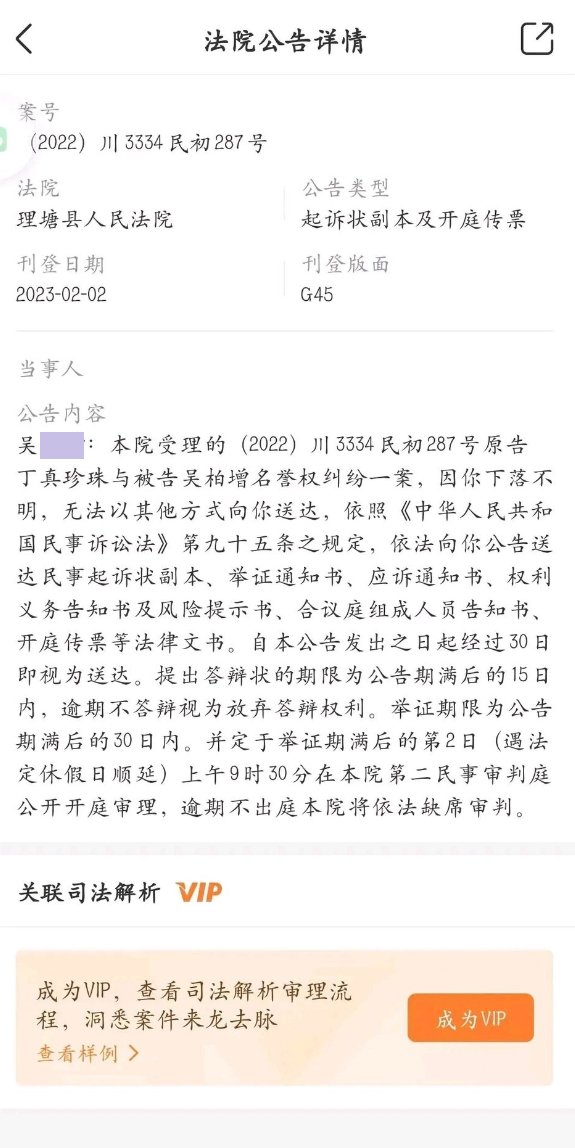 法院公告详情
案号
（2022）川3334民初287号
法院
公告类型
理塘县人民法院
起诉状副本及开庭传票
刊登日期
刊登版面
2023-02-02
G45
当事人
公告内容
吴 ：本院受理的（2022）川3334民初287号原告
丁真珍珠与被告吴柏增名誉权纠纷一案，因你下落不
明，无法以其他方式向你送达，依照《中华人民共和
国民事诉讼法》第九十五条之规定，依法向你公告送
达民事起诉状副本、举证通知书、应诉通知书、权利
义务告知书及风险提示书、合议庭组成人员告知书、
开庭传票等法律文书。自本公告发出之日起经过30日
即视为送达。提出答辩状的期限为公告期满后的15日
内，逾期不答辩视为放弃答辩权利。举证期限为公告
期满后的30日内。并定于举证期满后的第2日（遇法
定休假日顺延）上午9时30分在本院第二民事审判庭
公开开庭审理，逾期不出庭本院将依法缺席审判。
关联司法解析 VIP
成为VIP，查看司法解析审理流
程，洞悉案件来龙去脉
查看样例 >
成为VIP